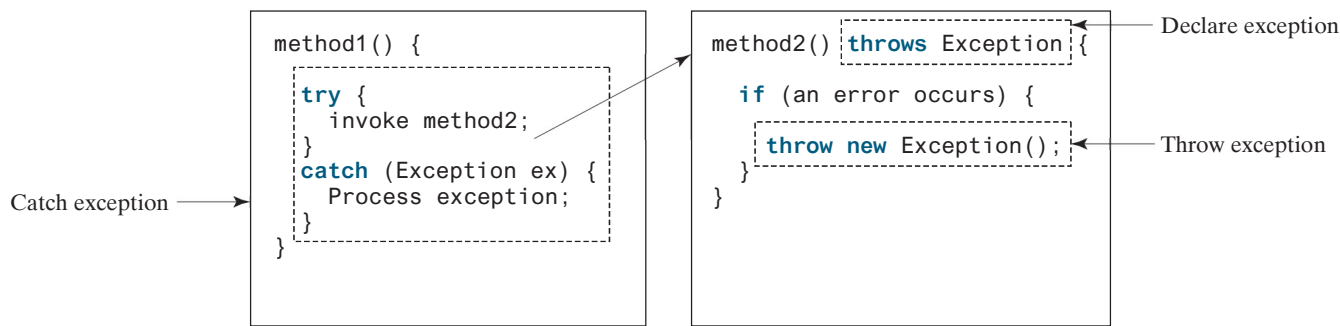 Catch exception
method1() {
try {
invoke method2;
}
catch (Exception ex) {
Process exception;
}
}
method2() throws Exception {
if (an error occurs) {
throw new Exception();
}
}
Declare exception
Throw exception